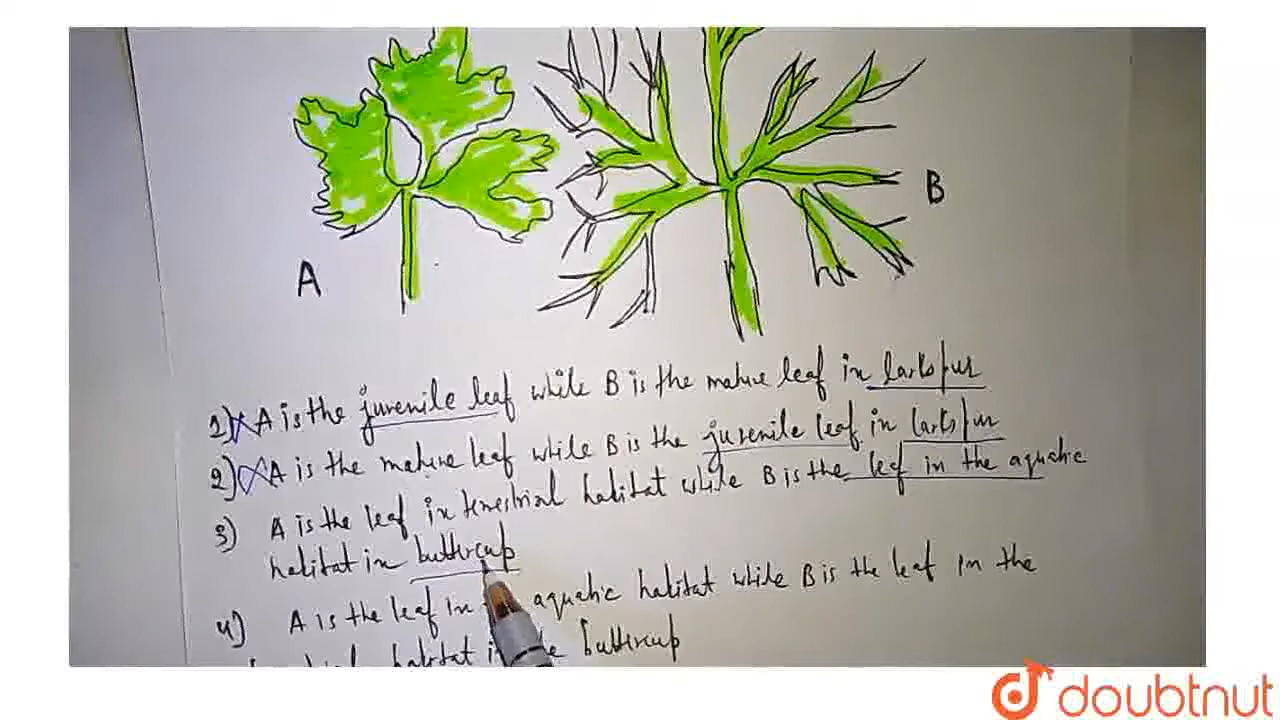 A
B
1) A is the juvenile leaf while B is the mature leaf in larkspur
2) A is the mature leaf while B is the juvenile leaf in larkspur
3) A is the leaf in terrestrial habitat while B is the leaf in the aquatic
habitat in buttercup
4) A is the leaf in aquatic habitat while B is the leaf in the
habitat in buttercup
doubtnut